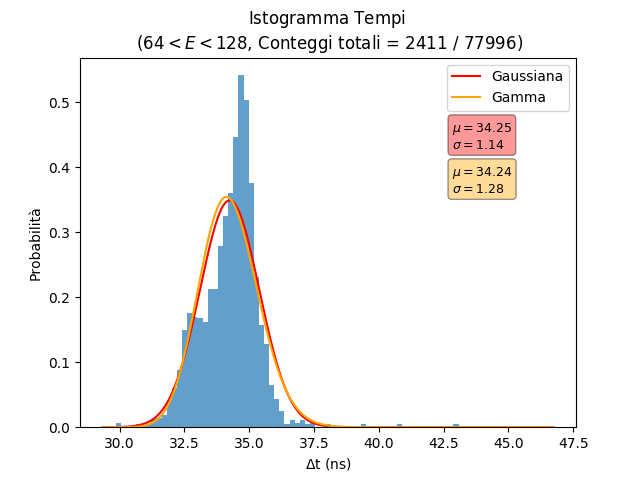 Istogramma Tempi
(64 < E < 128, Conteggi totali = 2411 / 77996)
Gaussiana
Gamma
μ = 34.25
σ = 1.14
μ = 34.24
σ = 1.28
Probabilità
0.5
0.4
0.3
0.2
0.1
0.0
30.0 32.5 35.0 37.5 40.0 42.5 45.0 47.5
Δt (ns)